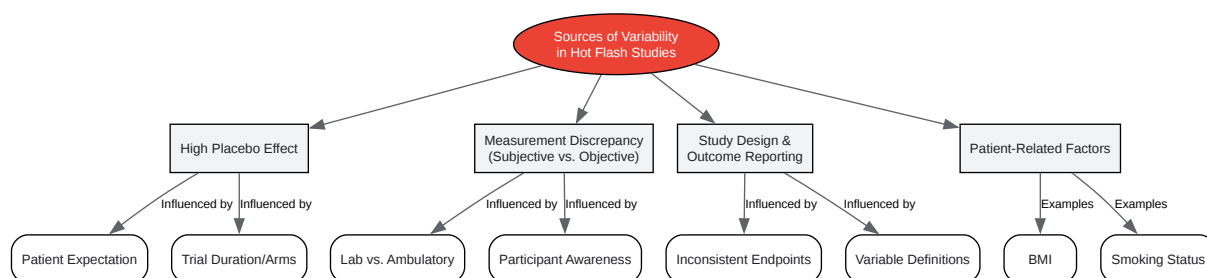 Sources of Variability
in Hot Flash Studies
High Placebo Effect
Measurement Discrepancy
(Subjective vs. Objective)
Study Design &
Outcome Reporting
Patient-Related Factors
Influenced by
Influenced by
Influenced by
Influenced by
Influenced by
Influenced by
Examples
Examples
Patient Expectation
Trial Duration/Arms
Lab vs. Ambulatory
Participant Awareness
Inconsistent Endpoints
Variable Definitions
BMI
Smoking Status